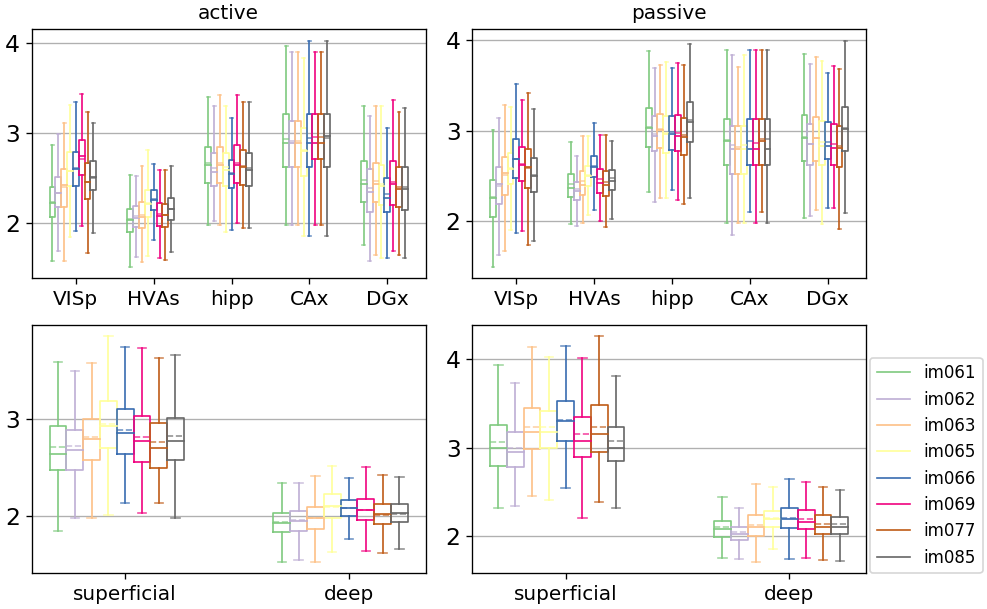 active
passive
4
3
2
VISp HVAs hipp CAx DGx
4
3
2
VISp HVAs hipp CAx DGx
3
2
superficial deep
4
3
2
superficial deep
im061
im062
im063
im065
im066
im069
im077
im085